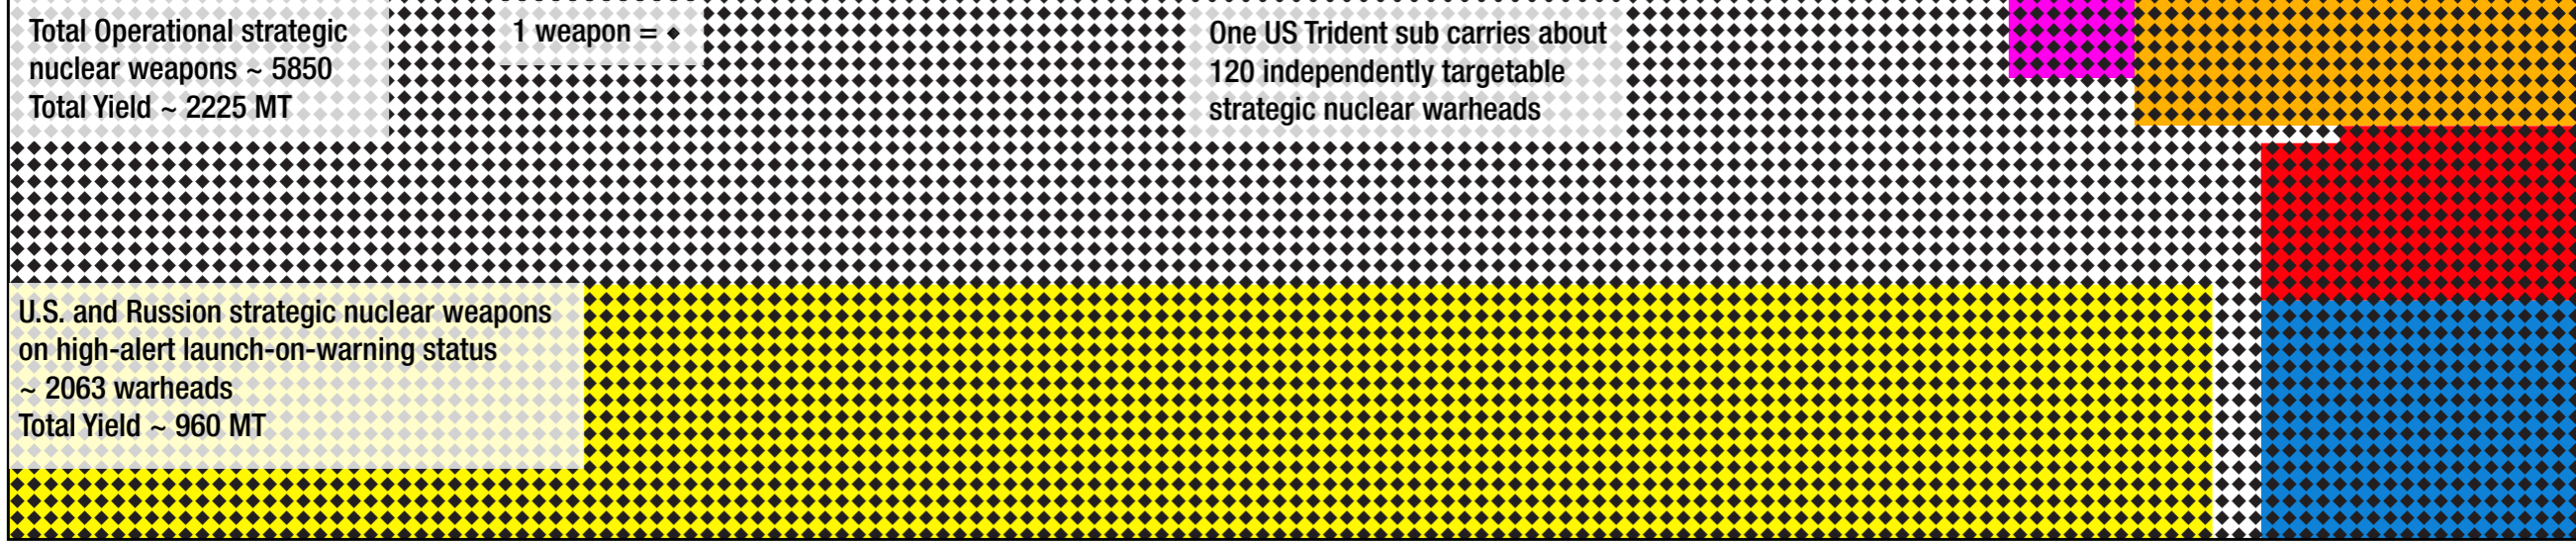 Total Operational strategic
nuclear weapons ~ 5850
Total Yield ~ 2225 MT
1 weapon = ◆
One US Trident sub carries about
120 independently targetable
strategic nuclear warheads
U.S. and Russion strategic nuclear weapons
on high-alert launch-on-warning status
~ 2063 warheads
Total Yield ~ 960 MT